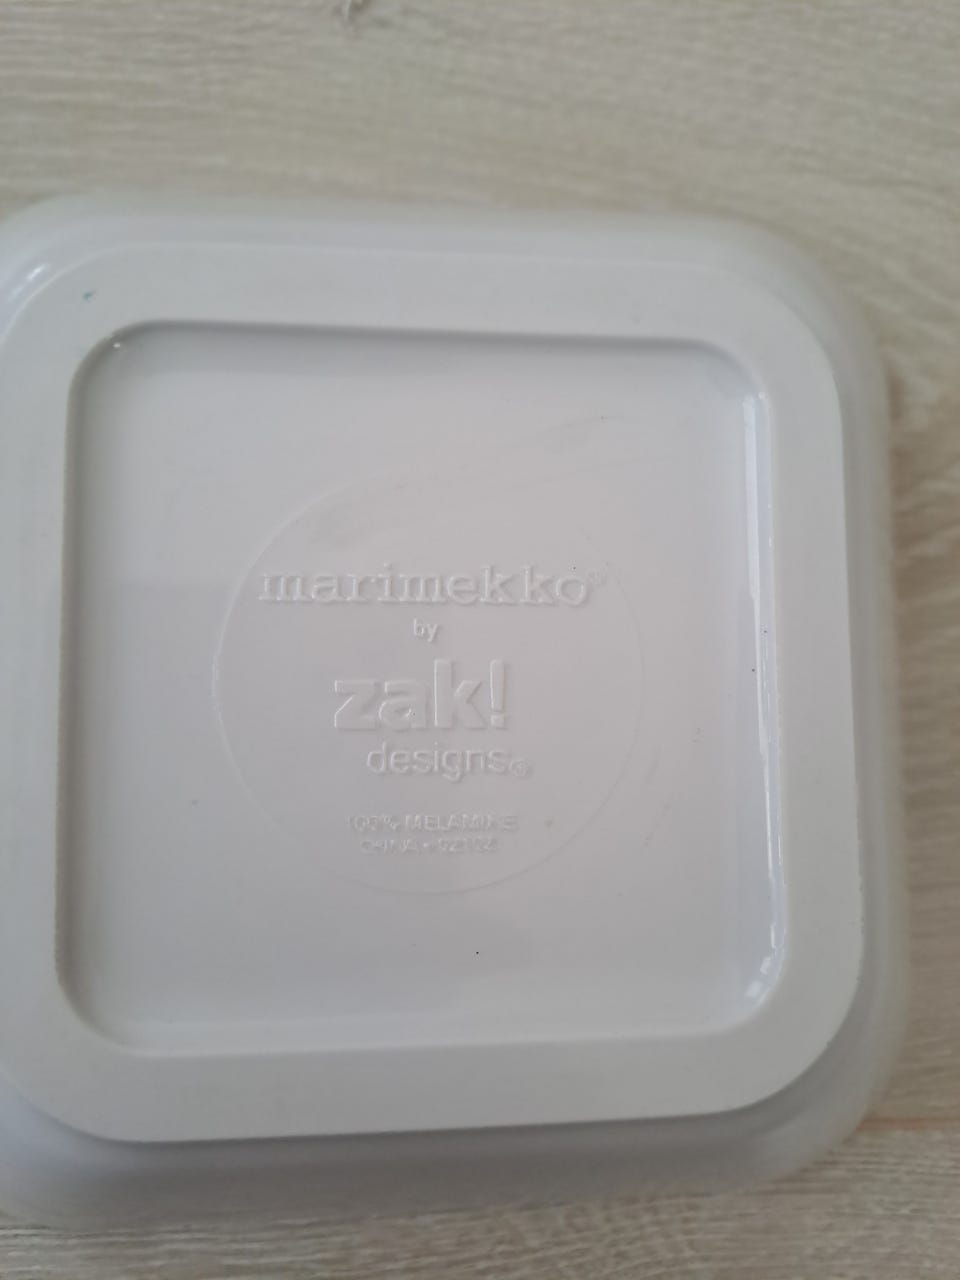 marimekko®
by
zak!
designs®
100% MELAMINE
CHINA •